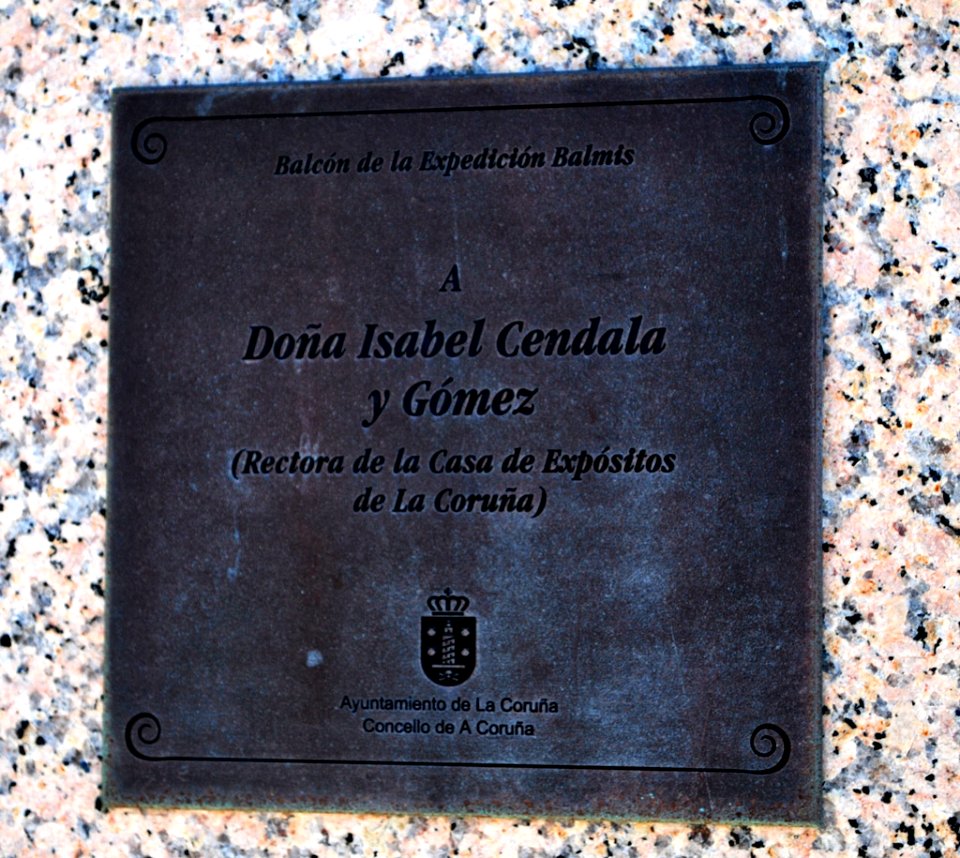 Balcón de la Expedición Balmis
A
Doña Isabel Cendala
y Gómez
(Rectora de la Casa de Expósitos
de La Coruña)
Ayuntamiento de La Coruña
Concello de A Coruña